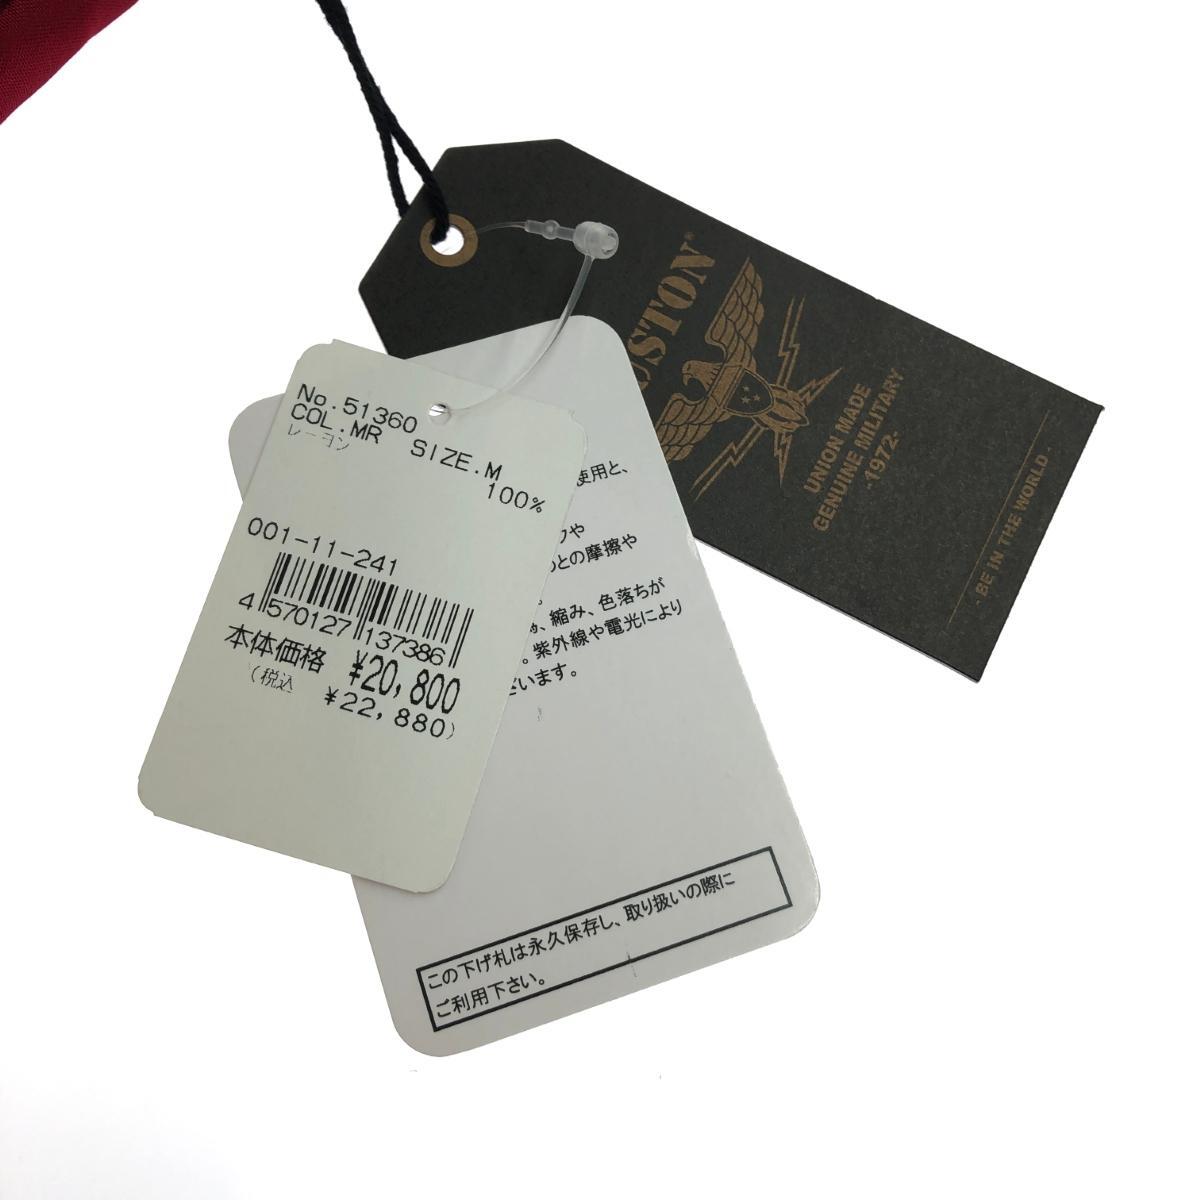 No.51360
COL.MR SIZE.M
レーヨン 100%
001-11-241
4 570127 137386
本体価格 ¥20,800
(税込 ¥22,880)
使用と、
との摩擦や
縮み、色落ちが
。紫外線や電光により
ざいます。
この下げ札は永久保存し、取り扱いの際に
ご利用下さい。
USTON®
UNION MADE
GENUINE MILITARY
-1972-
- BE IN THE WORLD -